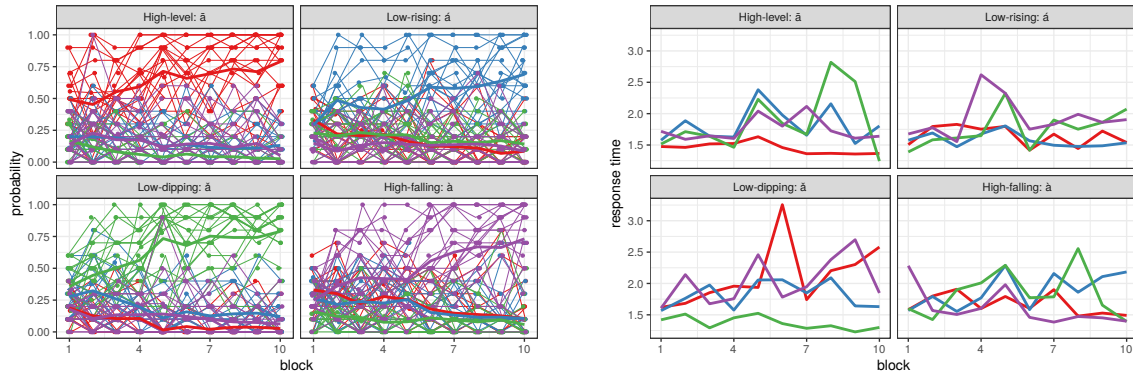 High-level: ā
Low-rising: á
1.00
0.75
0.50
0.25
0.00
Low-dipping: ǎ
High-falling: à
1.00
0.75
0.50
0.25
0.00
probability
1 4 7 10 1 4 7 10
block
High-level: ā
Low-rising: á
3.0
2.5
2.0
1.5
Low-dipping: ǎ
High-falling: à
3.0
2.5
2.0
1.5
response time
1 4 7 10 1 4 7 10
block